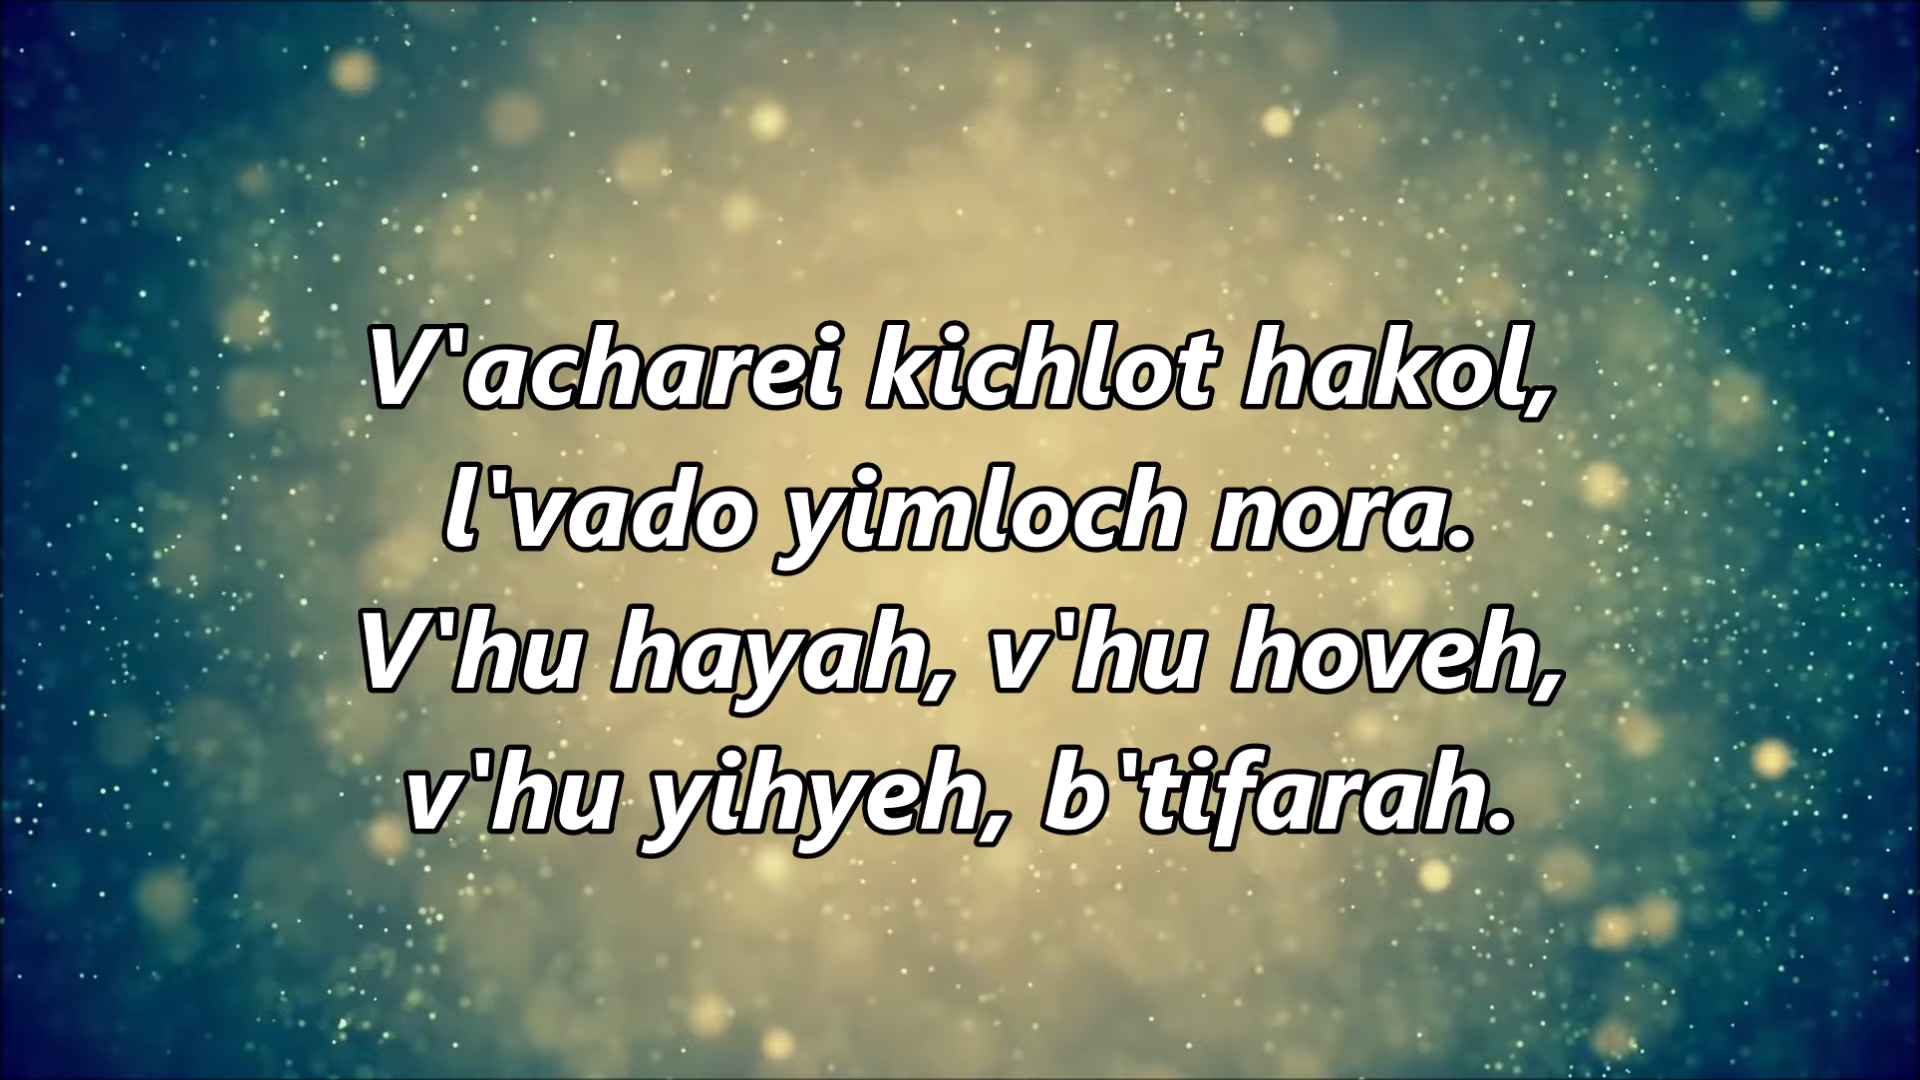 V'acharei kichlot hakol,
l'vado yimloch nora.
V'hu hayah, v'hu hoveh,
v'hu yihyeh, b'tifarah.